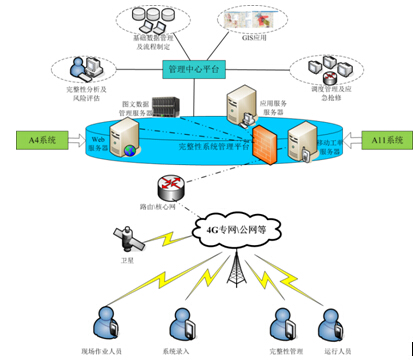 基础数据管理
及流程制定
GIS应用
管理中心平台
完整性分析及
风险评估
调度管理及应
急抢修
图文数据
管理服务器
应用服务
服务器
A4系统
Web
服务器
完整性系统管理平台
移动工单
服务器
A11系统
路由\核心网
4G专网\公网等
卫星
现场作业人员
系统录入
完整性管理
运行人员